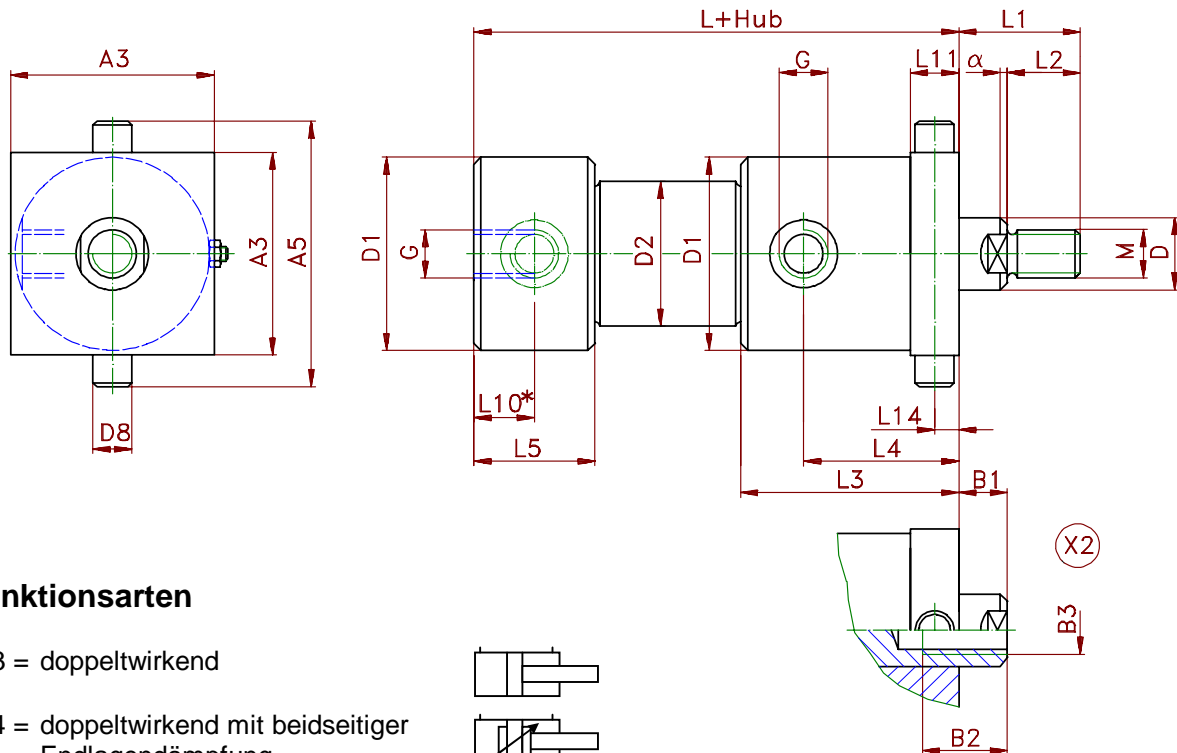 L+Hub
L1
A3
G
L11
α
L2
D1
G
D2
D1
M
D
A3
A5
D8
L10*
L5
L14
L4
L3
B1
X2
B3
B2
nktionsarten
3 = doppeltwirkend
4 = doppeltwirkend mit beidseitiger
Endlagendämpfung